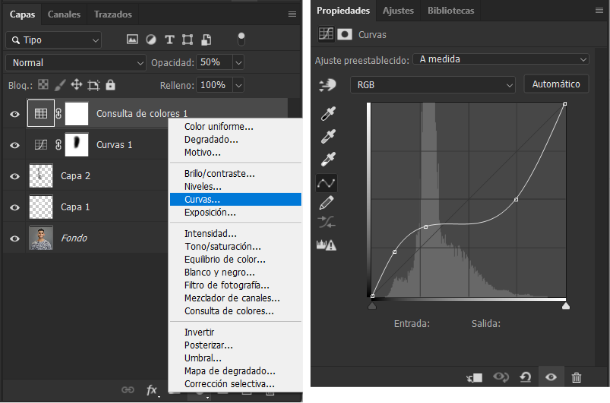 Capas Canales Trazados
Tipo
Normal Opacidad: 50%
Bloq.: Relleno: 100%
Consulta de colores 1
Curvas 1
Capa 2
Capa 1
Fondo
fx
Color uniforme...
Degradado...
Motivo...
Brillo/contraste...
Niveles...
Curvas...
Exposición...
Intensidad...
Tono/saturación...
Equilibrio de color...
Blanco y negro...
Filtro de fotografía...
Mezclador de canales...
Consulta de colores...
Invertir
Posterizar...
Umbral...
Mapa de degradado...
Corrección selectiva...
Propiedades Ajustes Bibliotecas
Curvas
Ajuste preestablecido: A medida
RGB Automático
Entrada: Salida: